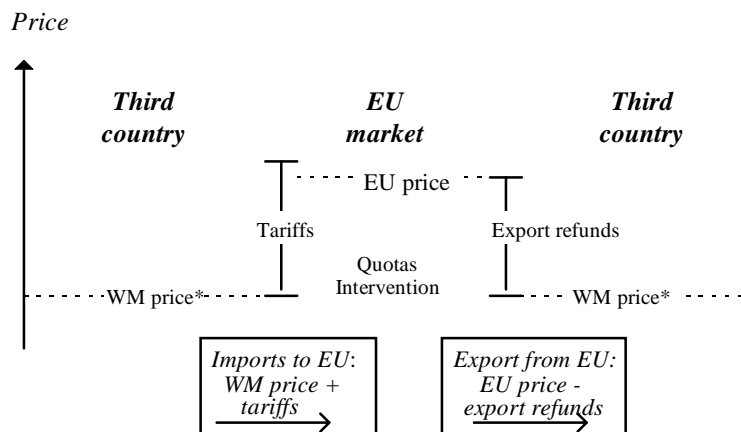 Price
Third
country
EU
market
Third
country
EU price
Tariffs
Export refunds
Quotas
Intervention
WM price*
WM price*
Imports to EU:
WM price +
tariffs
Export from EU:
EU price -
export refunds